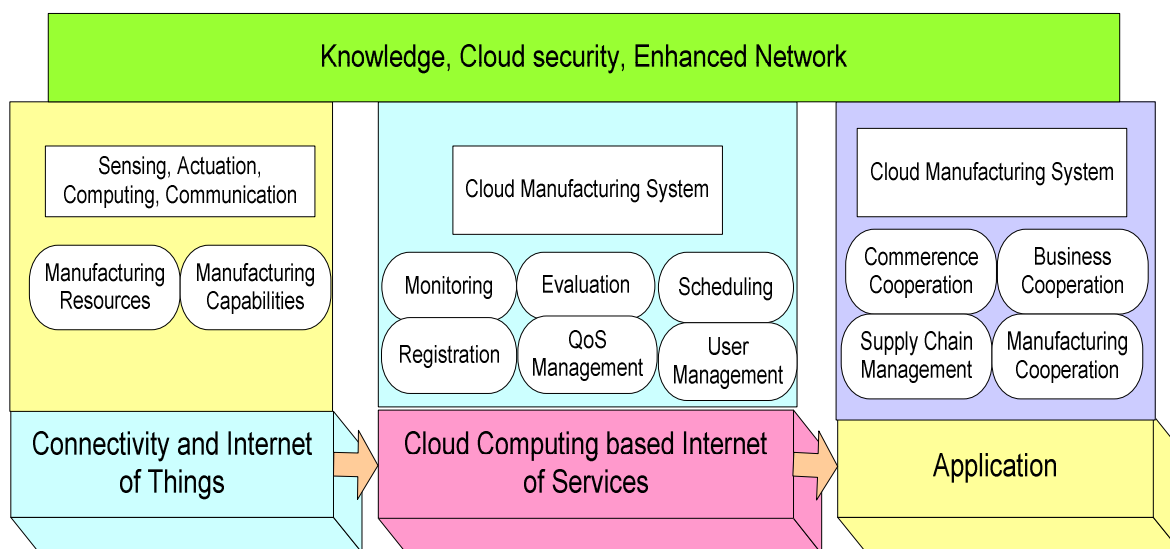 Knowledge, Cloud security, Enhanced Network
Sensing, Actuation,
Computing, Communication
Manufacturing
Resources
Manufacturing
Capabilities
Connectivity and Internet
of Things
Cloud Manufacturing System
Monitoring
Evaluation
Scheduling
Registration
QoS
Management
User
Management
Cloud Computing based Internet
of Services
Cloud Manufacturing System
Commerence
Cooperation
Business
Cooperation
Supply Chain
Management
Manufacturing
Cooperation
Application